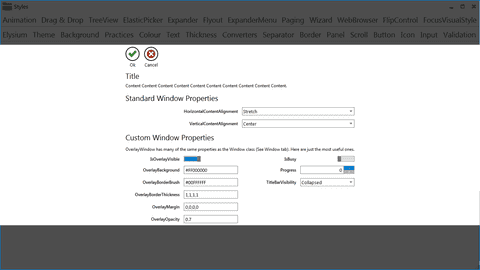 Styles
Animation Drag & Drop TreeView ElasticPicker Expander Flyout ExpanderMenu Paging Wizard WebBrowser FlipControl FocusVisualStyle
Elysium Theme Background Practices Colour Text Thickness Converters Separator Border Panel Scroll Button Icon Input Validation
Ok Cancel
Title
Content Content Content Content Content Content Content Content Content Content.
Standard Window Properties
HorizontalContentAlignment Stretch
VerticalContentAlignment Center
Custom Window Properties
OverlayWindow has many of the same properties at the Window class (See Window tab). Here are just the most useful ones.
IsOverlayVisible IsBusy
OverlayBackground #FF000000 Progress 0
OverlayBorderBrush #00FFFFFF TitleBarVisibility Collapsed
OverlayBorderThickness 1,1,1,1
OverlayMargin 0,0,0,0
OverlayOpacity 0.7